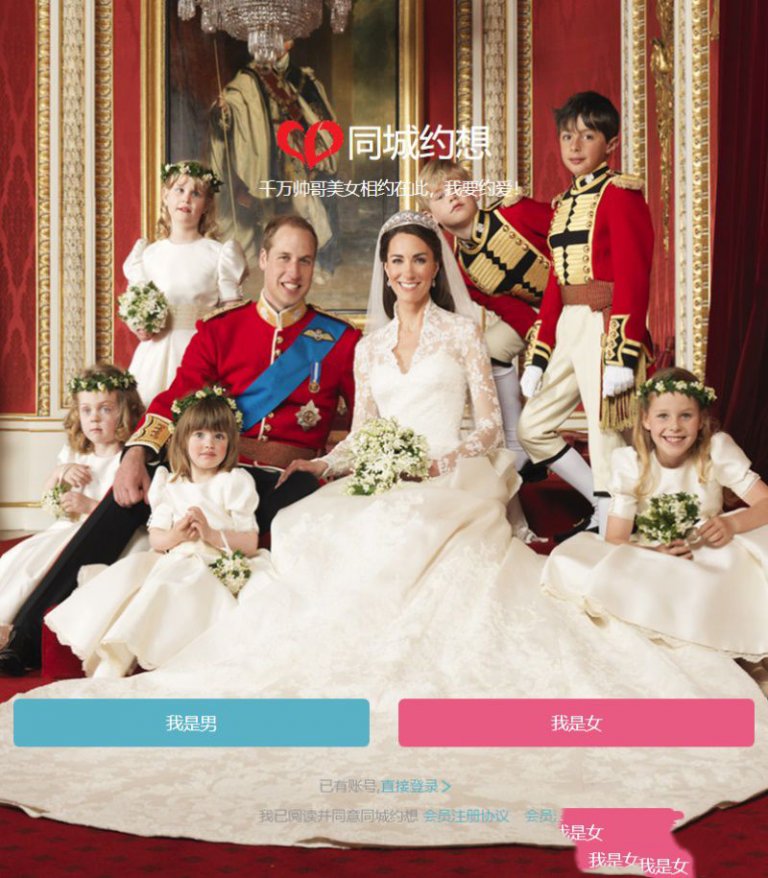 同城约想
千万帅哥美女相约在此，我要约爱！
我是男
我是女
已有账号,直接登录
我已阅读并同意同城约想 会员注册协议 会员
是女
我是女
我是女